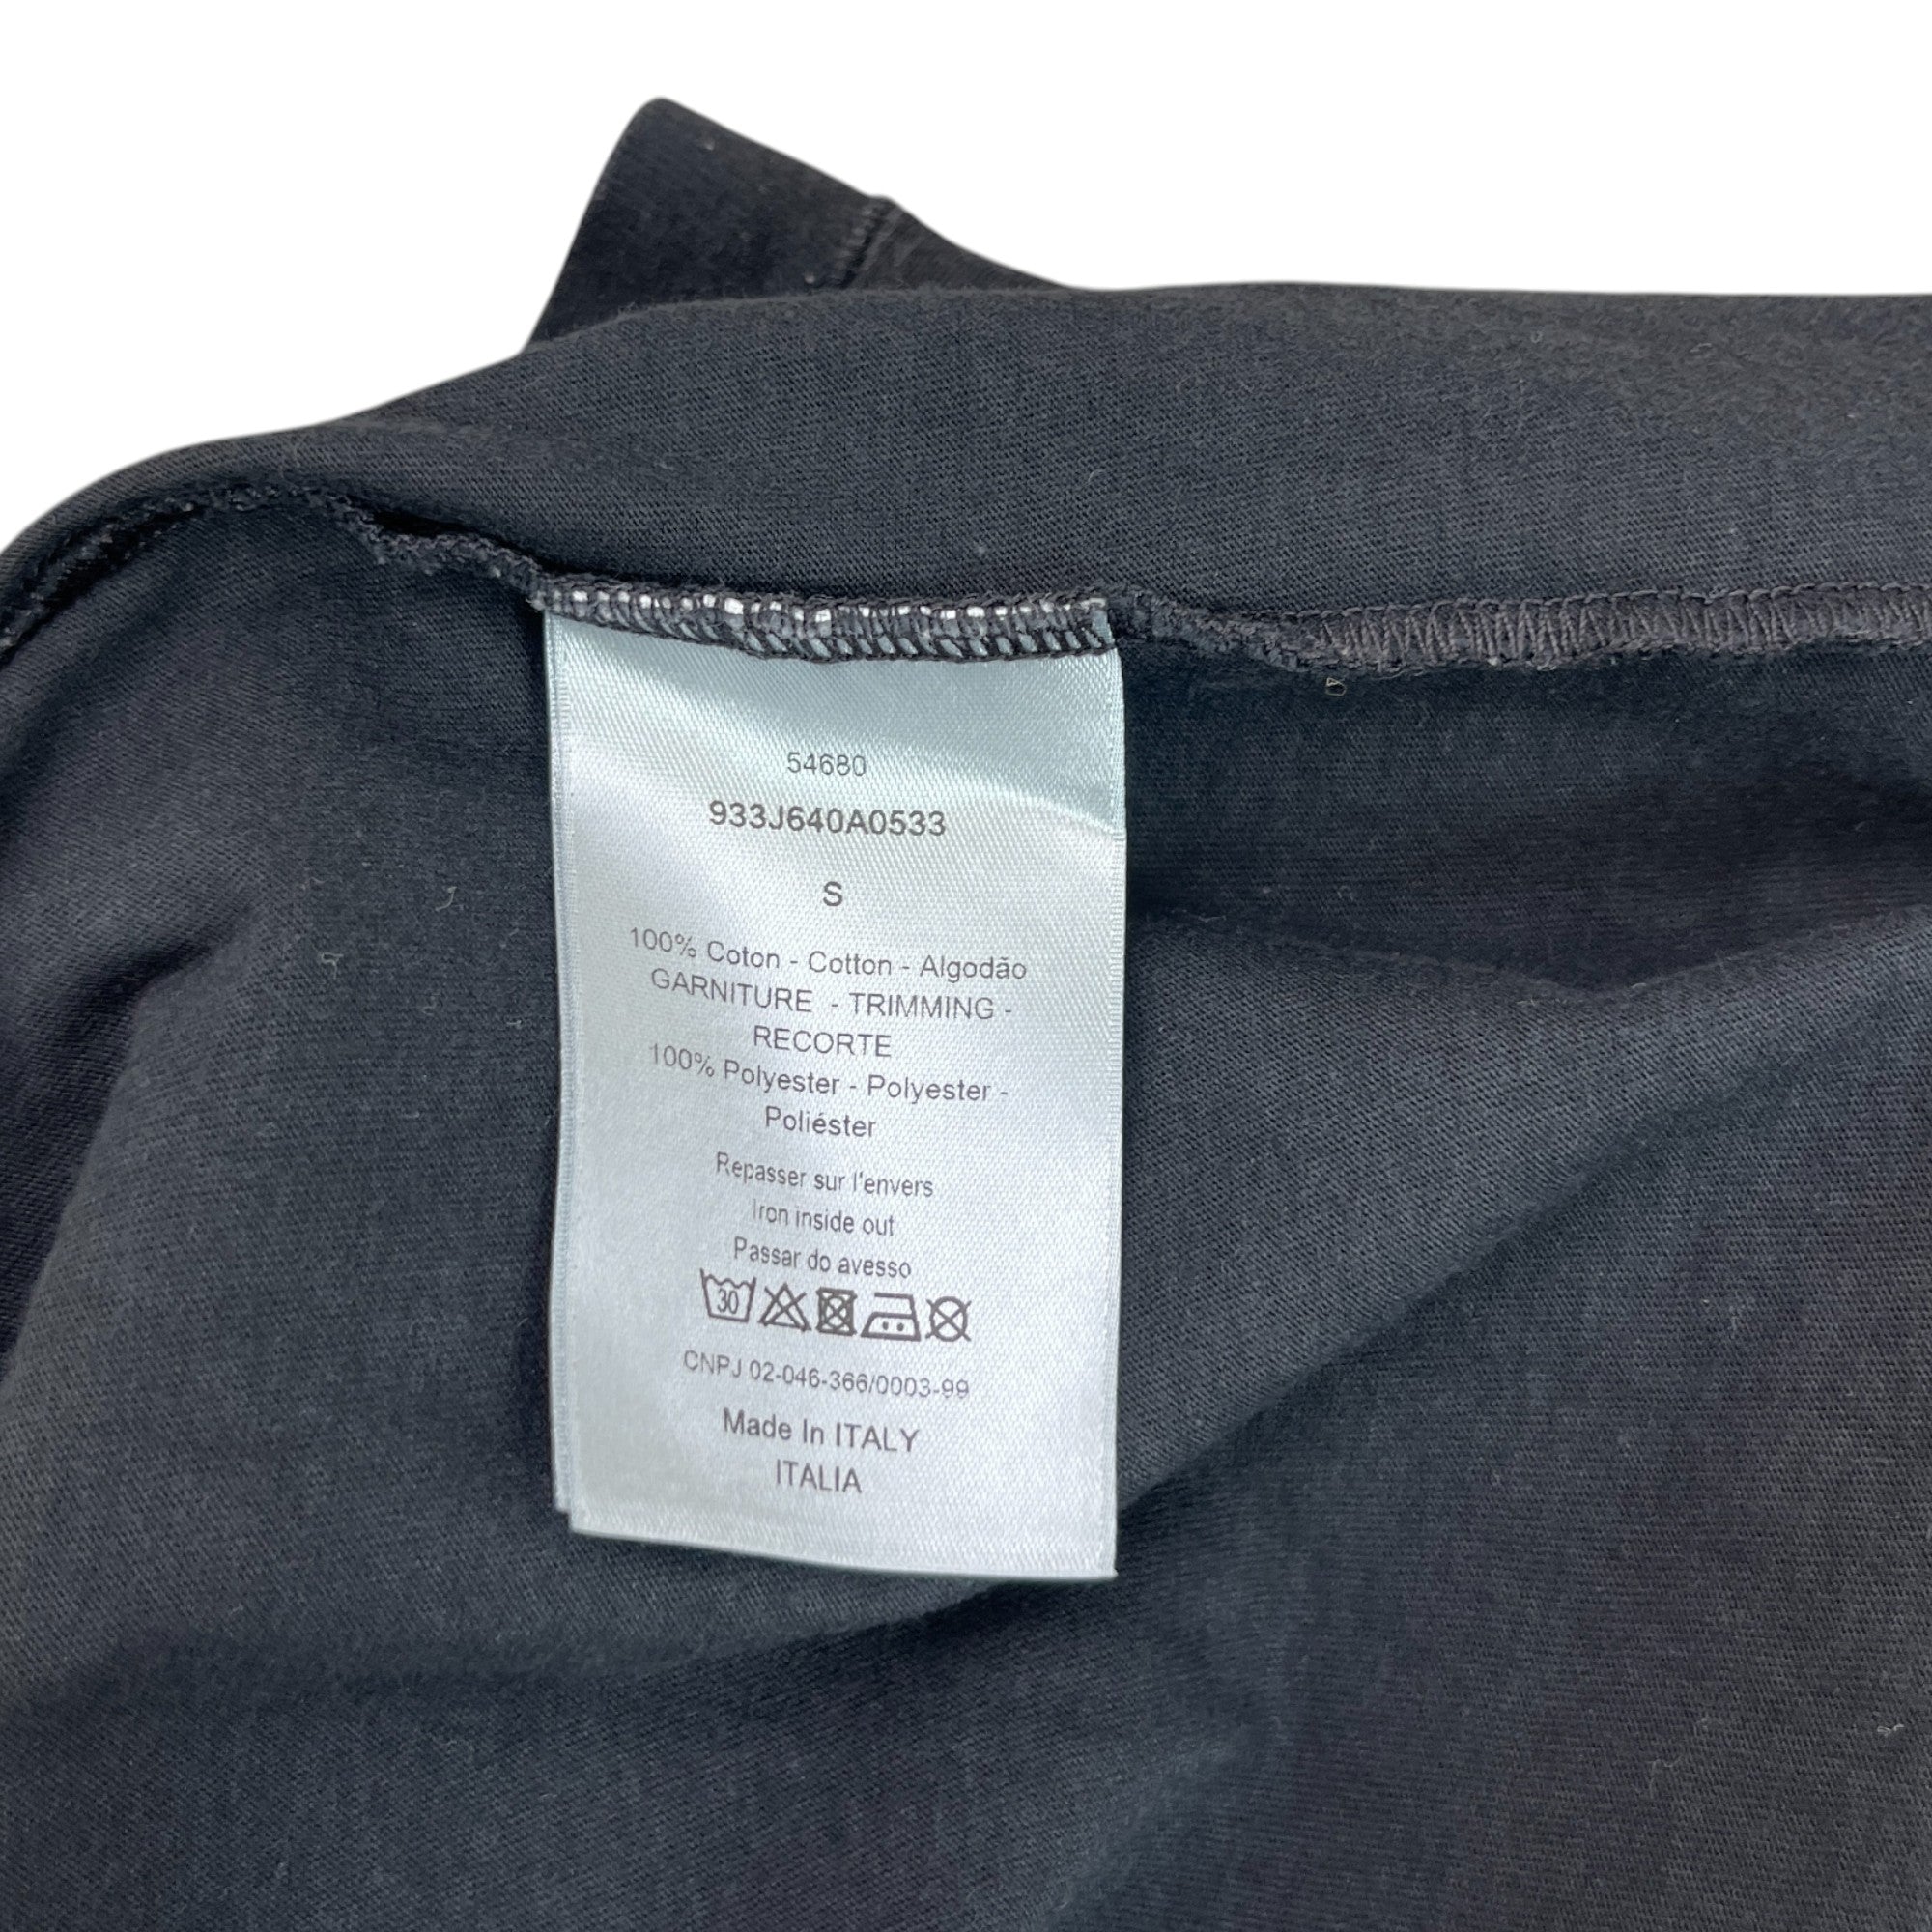 54680
933J640A0533
S
100% Coton - Cotton - Algodão
GARNITURE - TRIMMING -
RECORTE
100% Polyester - Polyester -
Poliéster
Repasser sur l'envers
Iron inside out
Passar do avesso
30
CNPJ 02-046-366/0003-99
Made In ITALY
ITALIA